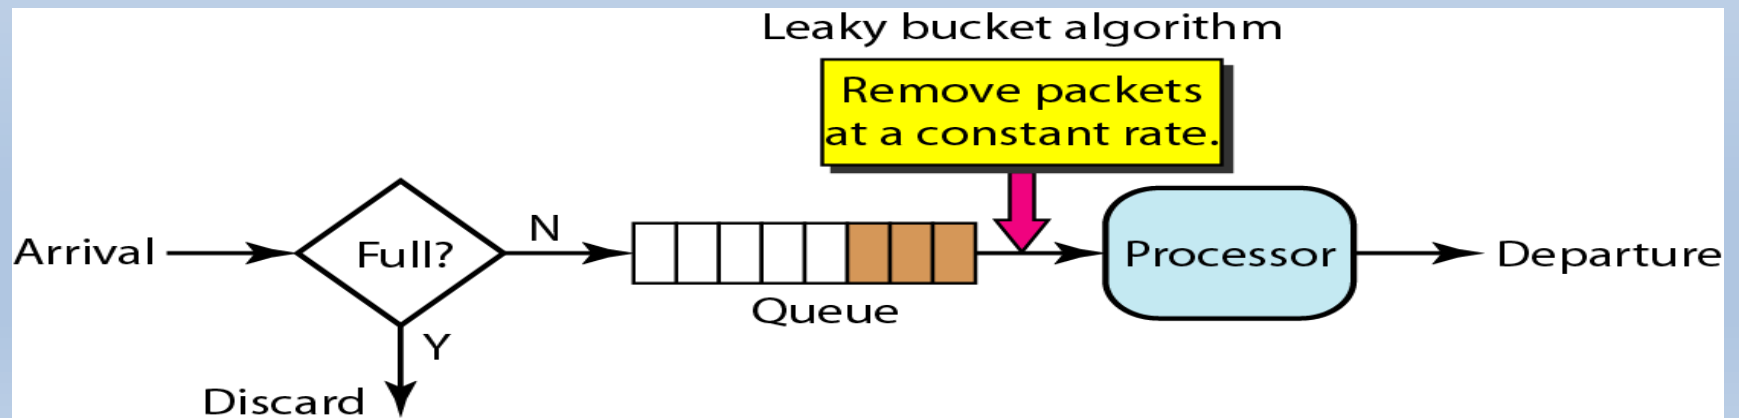 Leaky bucket algorithm
Remove packets
at a constant rate.
Arrival
Full?
N
Y
Discard
Queue
Processor
Departure